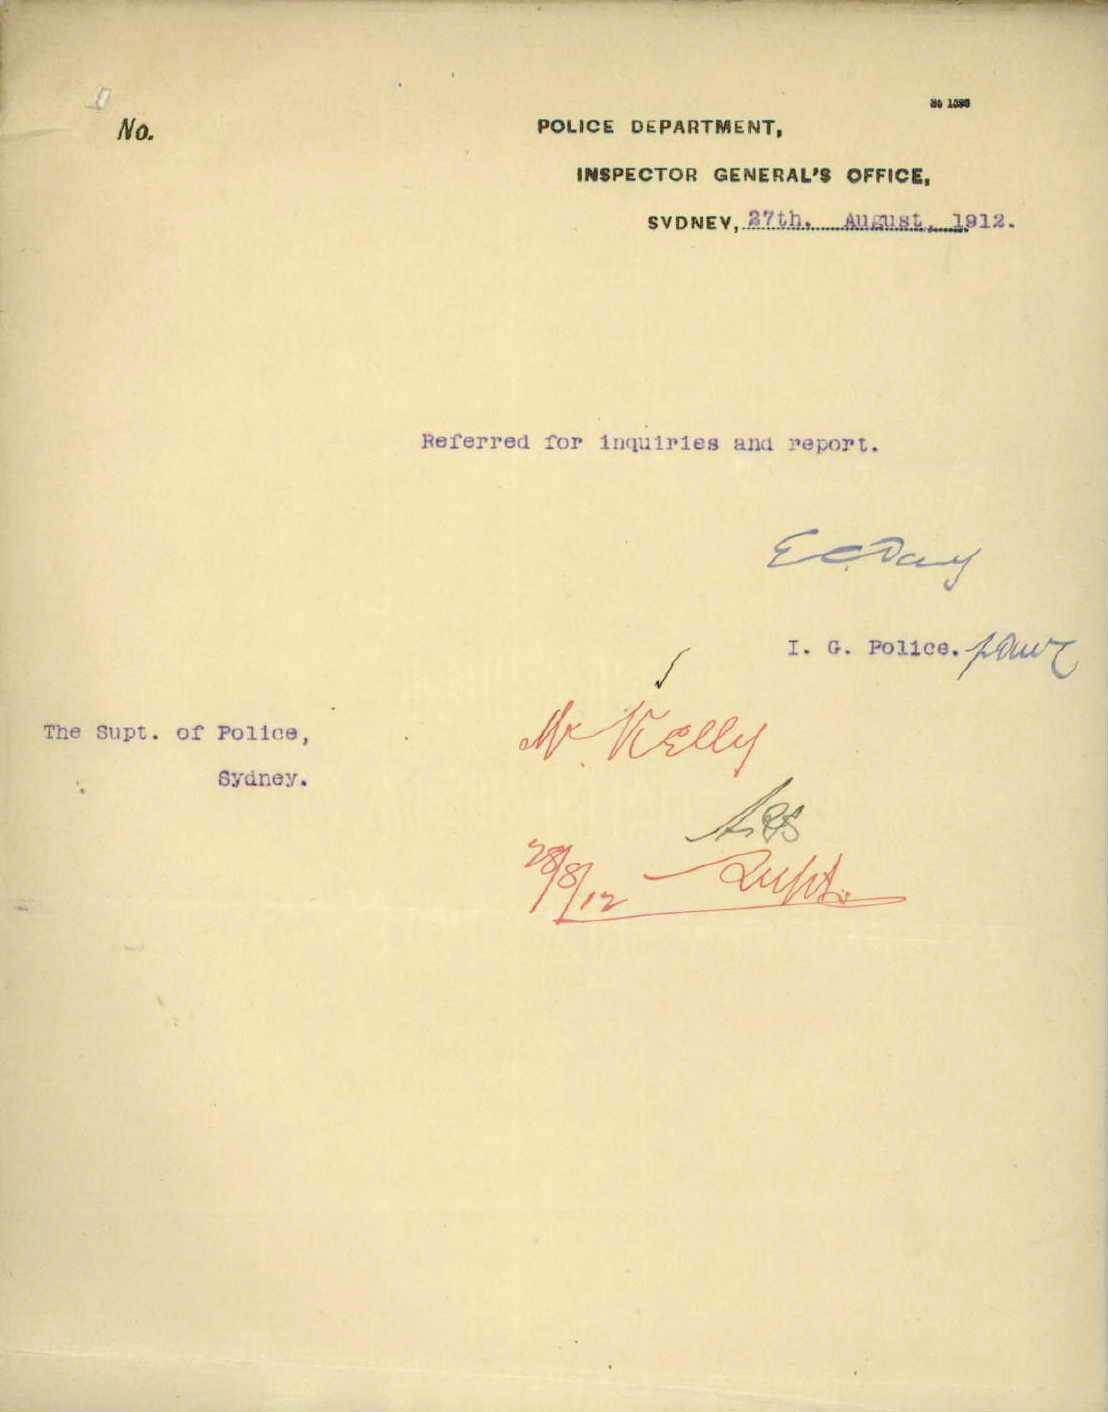 No.
POLICE DEPARTMENT,
INSPECTOR GENERAL'S OFFICE,
SYDNEY, 27th. August, 1912.
Referred for inquiries and report.
E C Day
I. G. Police.
The Supt. of Police,
Sydney.
Mr Kelly
28/8/12 Supt.